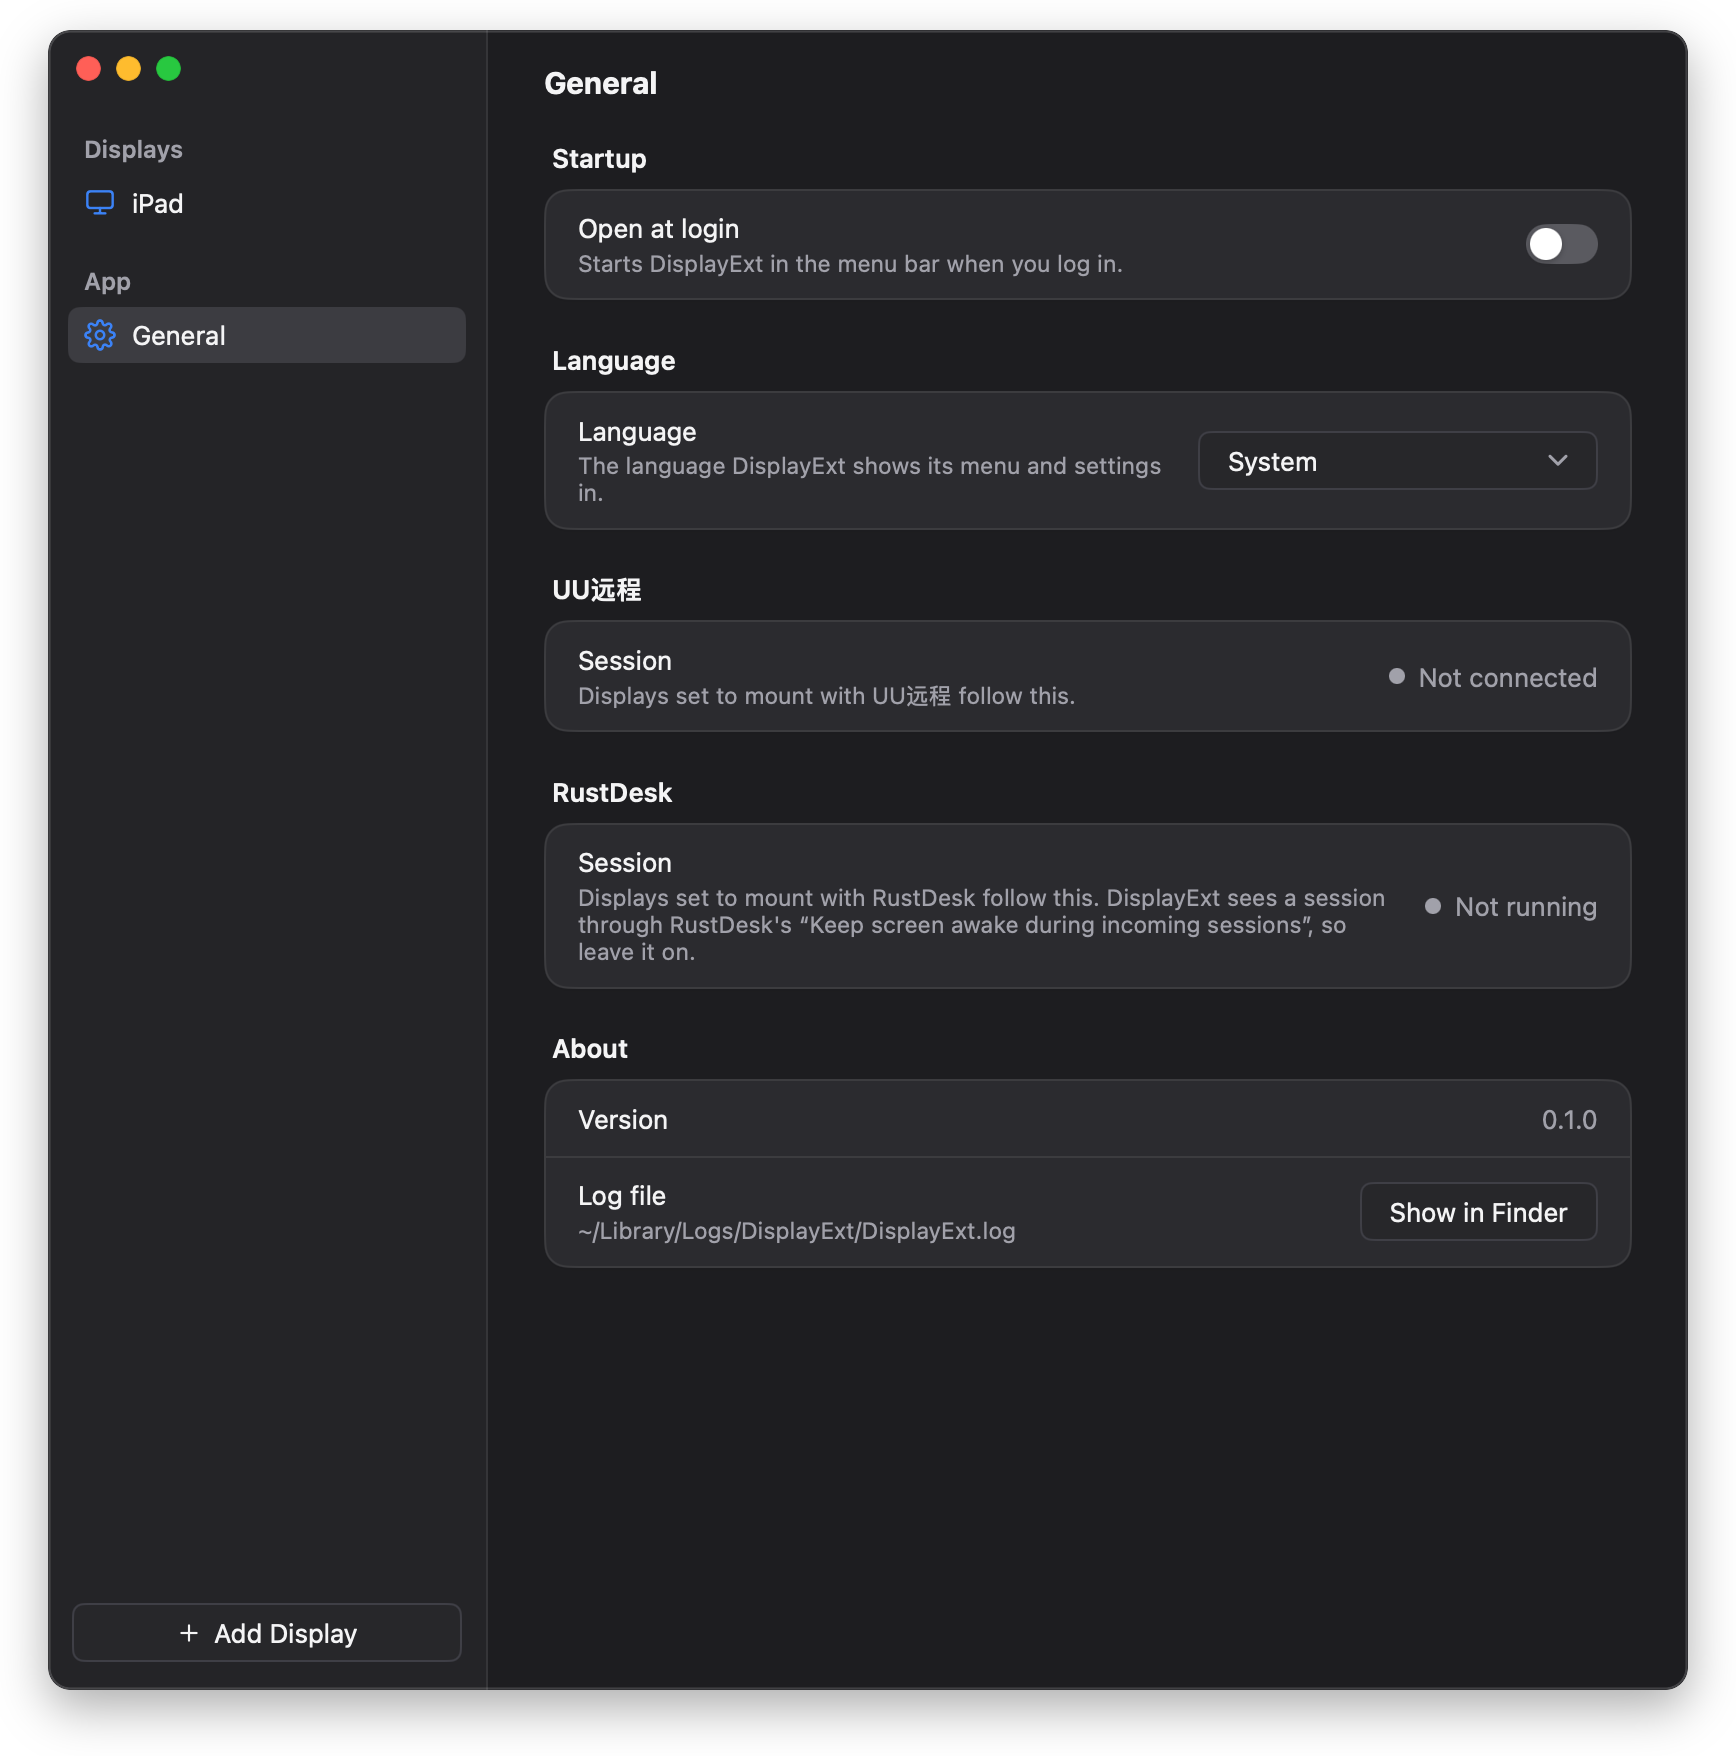 Displays
iPad
App
General
General
Startup
Open at login
Starts DisplayExt in the menu bar when you log in.
Language
Language
The language DisplayExt shows its menu and settings
in.
System
UU远程
Session
Displays set to mount with UU远程 follow this.
Not connected
RustDesk
Session
Displays set to mount with RustDesk follow this. DisplayExt sees a session
through RustDesk's “Keep screen awake during incoming sessions”, so
leave it on.
Not running
About
Version
0.1.0
Log file
~/Library/Logs/DisplayExt/DisplayExt.log
Show in Finder
+ Add Display